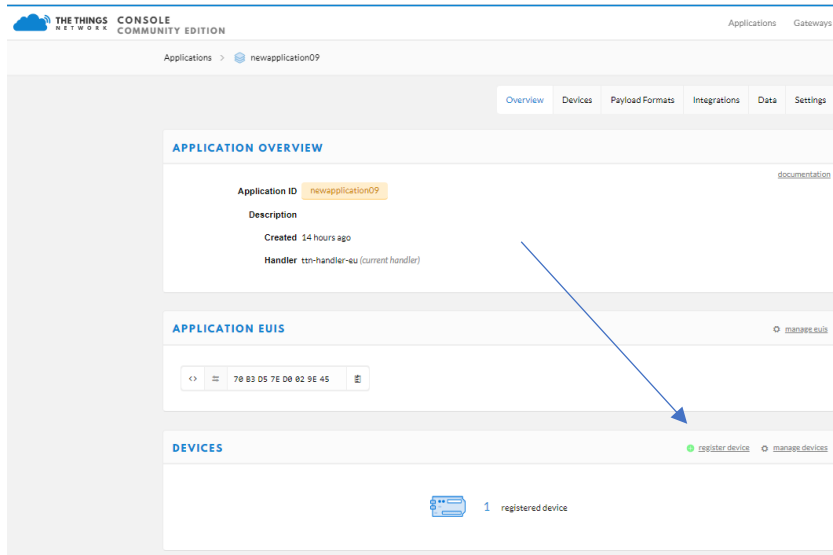 THE THINGS NETWORK CONSOLE COMMUNITY EDITION
Applications Gateways
Applications > newapplication09
Overview Devices Payload Formats Integrations Data Settings
APPLICATION OVERVIEW
documentation
Application ID newapplication09
Description
Created 14 hours ago
Handler ttn-handler-eu (current handler)
APPLICATION EUIS
manage euis
<> 70 B3 D5 7E D0 02 9E 45
DEVICES
register device manage devices
1 registered device